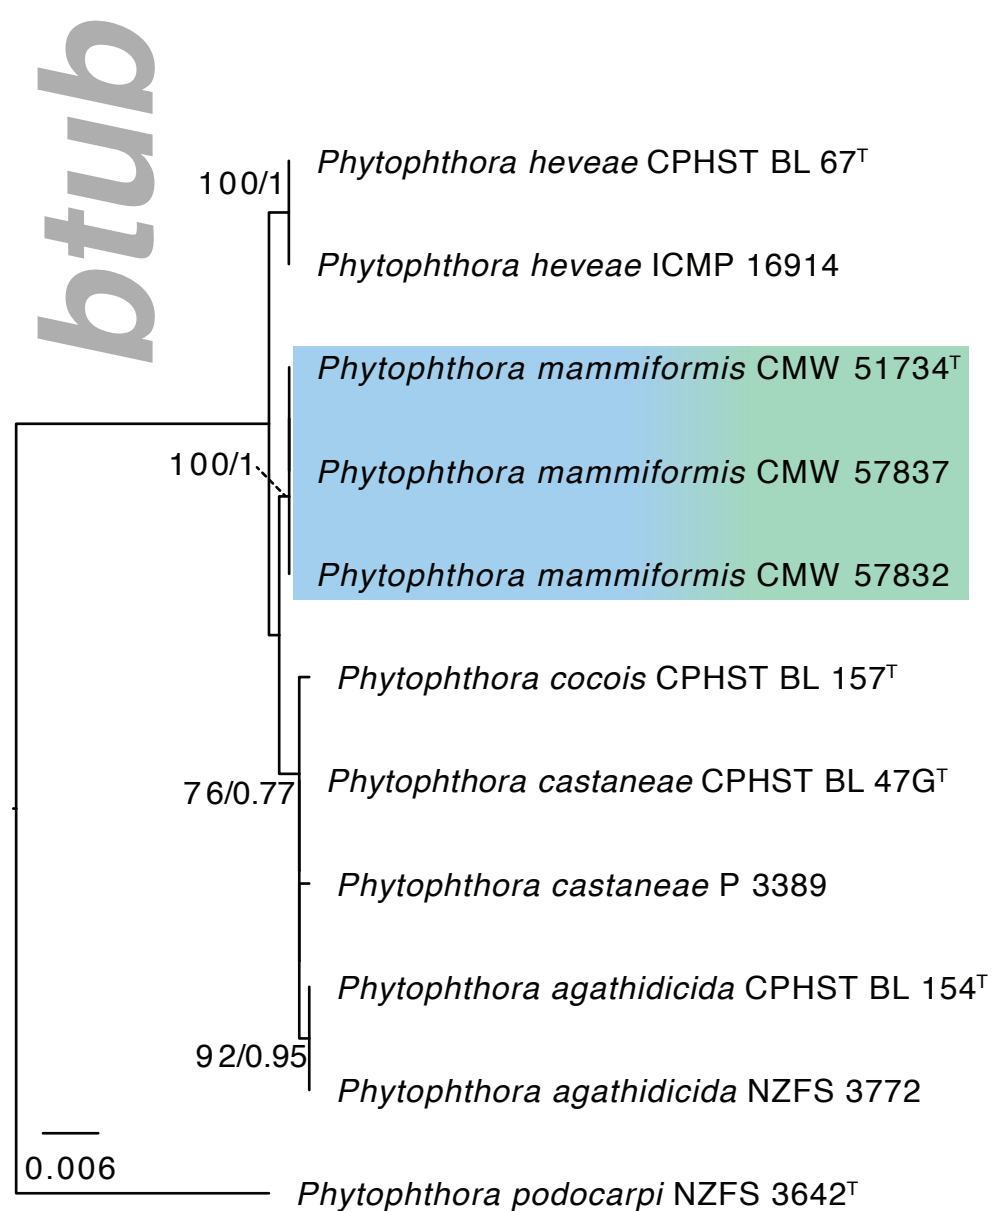 btub
Phytophthora heveae CPHST BL 67ᵀ
100/1
Phytophthora heveae ICMP 16914
Phytophthora mammiformis CMW 51734ᵀ
100/1
Phytophthora mammiformis CMW 57837
Phytophthora mammiformis CMW 57832
Phytophthora cocois CPHST BL 157ᵀ
76/0.77
Phytophthora castaneae CPHST BL 47Gᵀ
Phytophthora castaneae P 3389
Phytophthora agathidicida CPHST BL 154ᵀ
92/0.95
Phytophthora agathidicida NZFS 3772
0.006
Phytophthora podocarpi NZFS 3642ᵀ